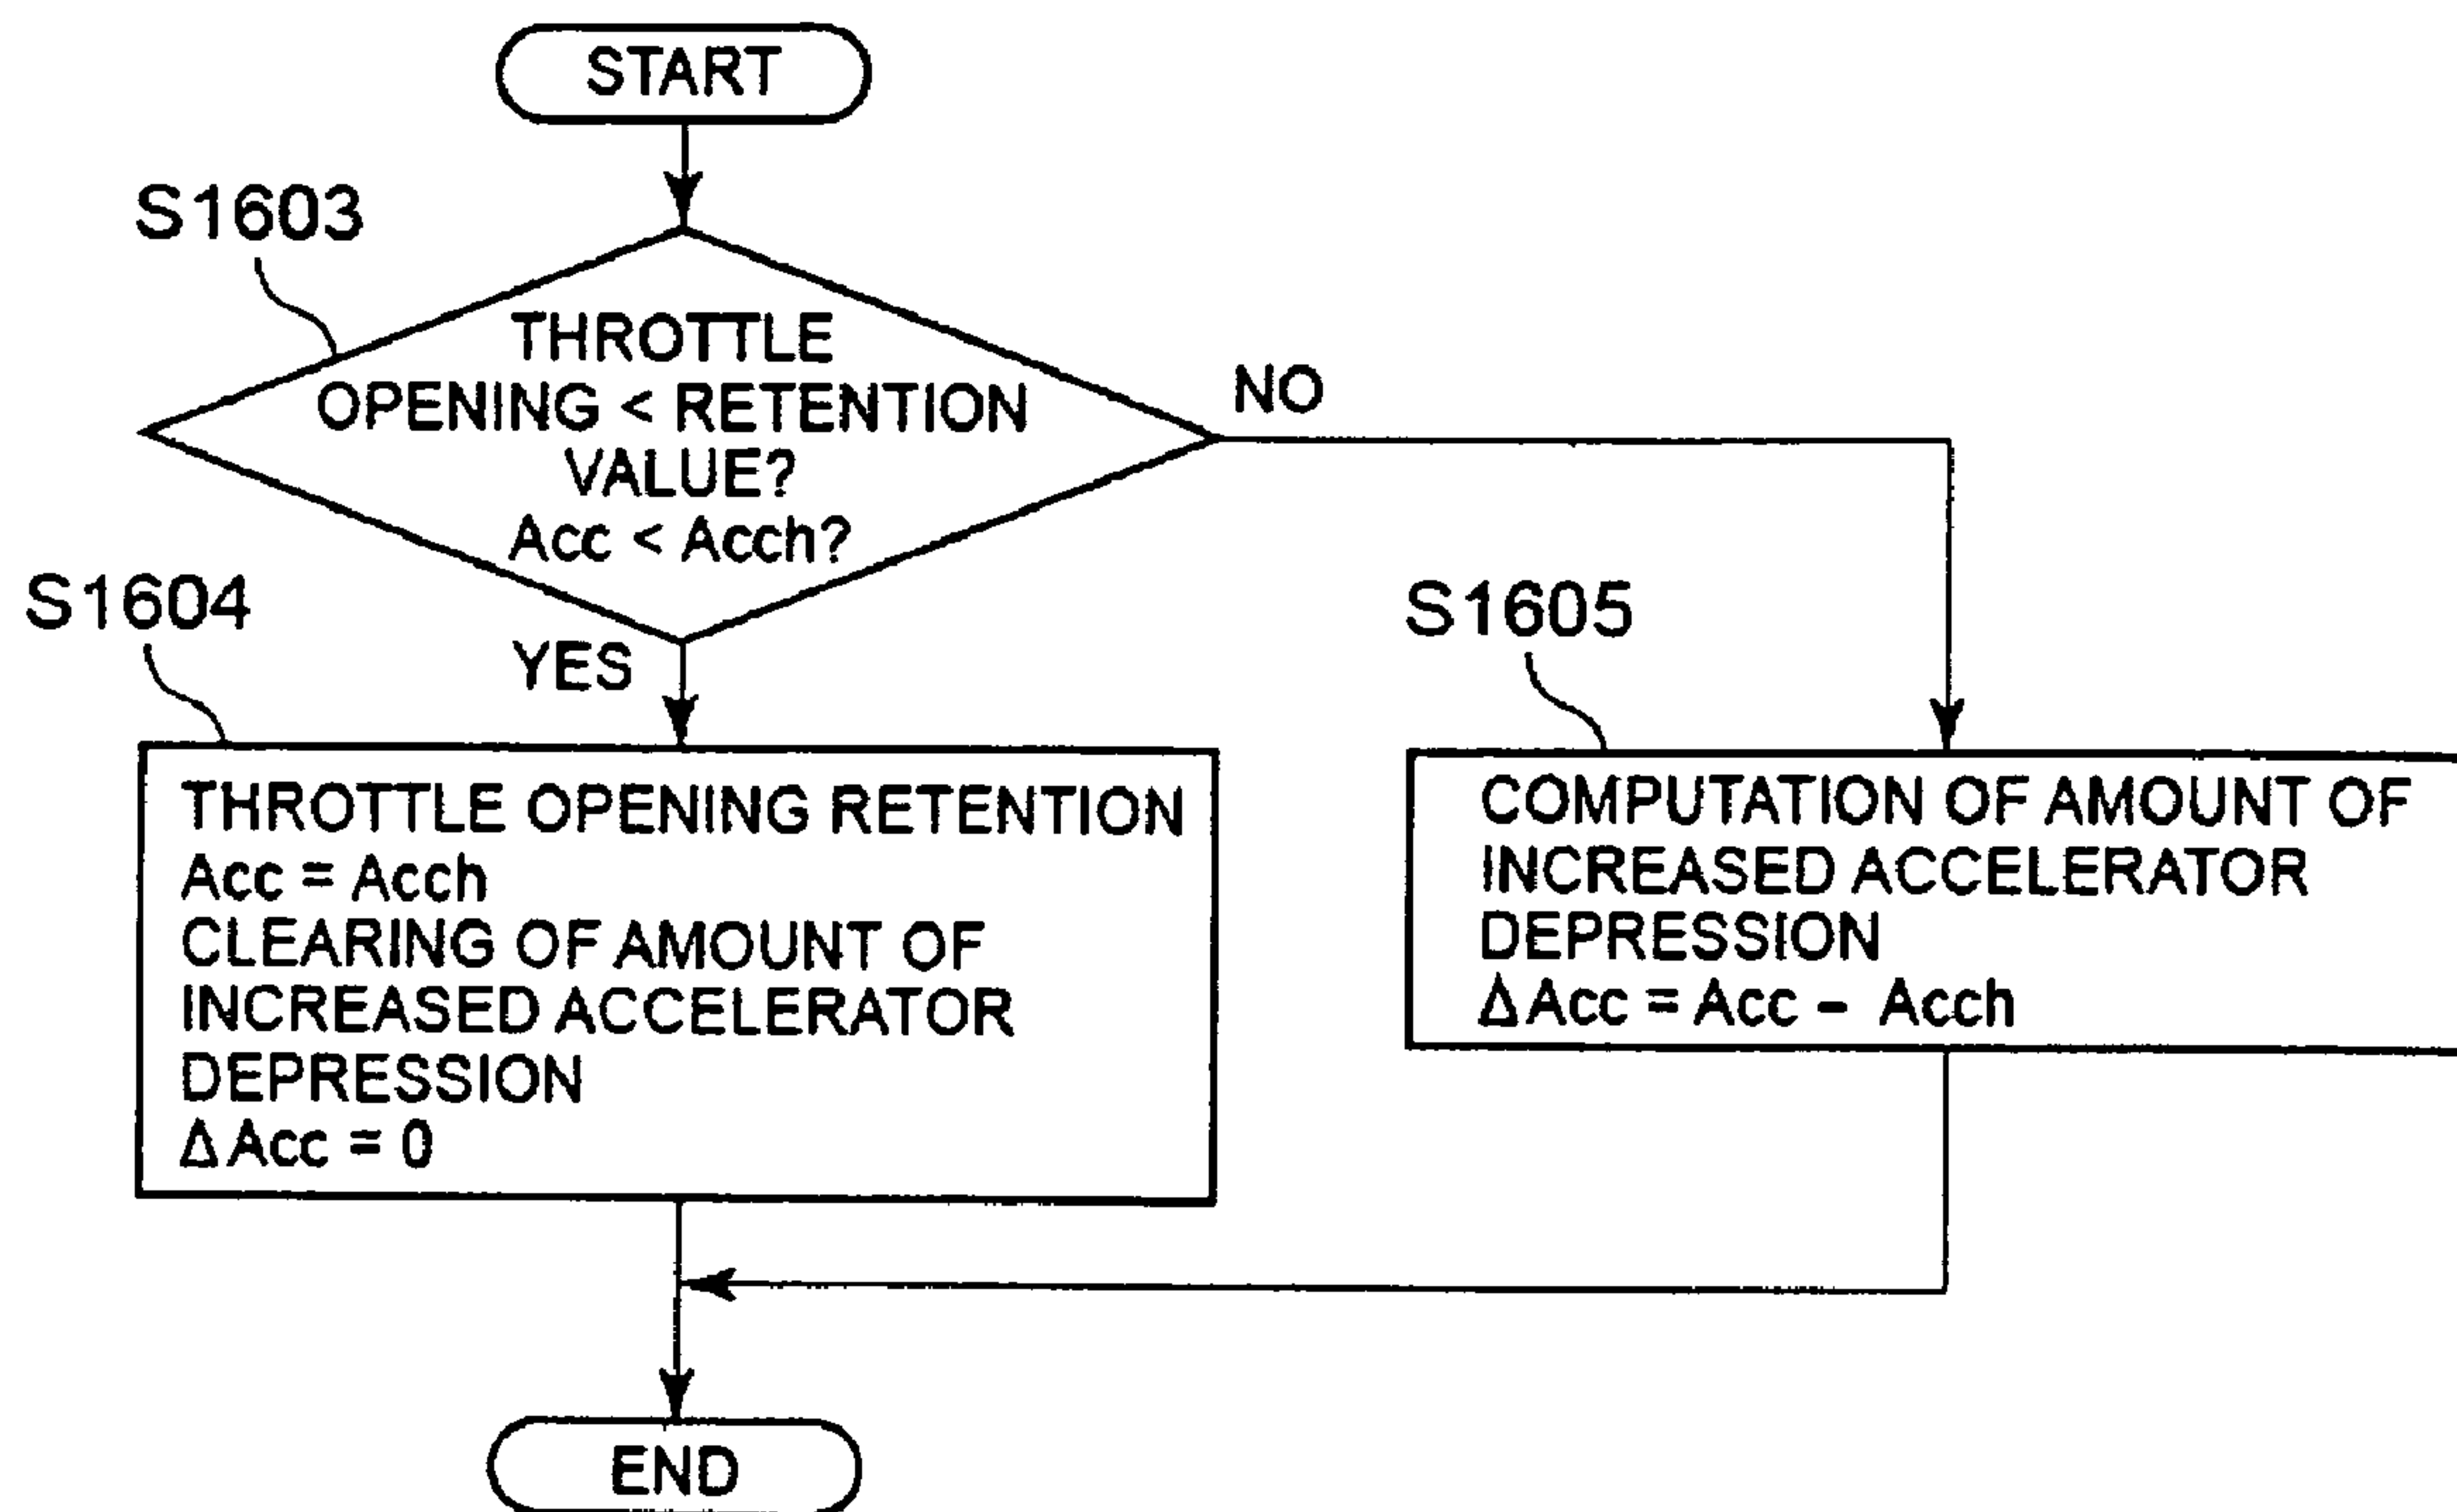 START
S1603
THROTTLE
OPENING < RETENTION
VALUE?
Acc < Acch?
NO
YES
S1604
THROTTLE OPENING RETENTION
Acc = Acch
CLEARING OF AMOUNT OF
INCREASED ACCELERATOR
DEPRESSION
ΔAcc = 0
S1605
COMPUTATION OF AMOUNT OF
INCREASED ACCELERATOR
DEPRESSION
ΔAcc = Acc - Acch
END